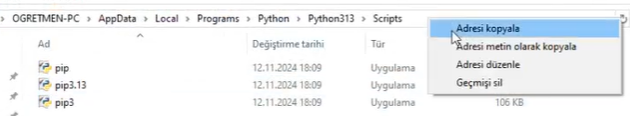 OGRETMEN-PC > AppData > Local > Programs > Python > Python313 > Scripts
Adresi kopyala
Adresi metin olarak kopyala
Adresi düzenle
Geçmişi sil
Ad Değiştirme tarihi Tür
pip 12.11.2024 18:09 Uygulama
pip3.13 12.11.2024 18:09 Uygulama
pip3 12.11.2024 18:09 Uygulama 106 KB